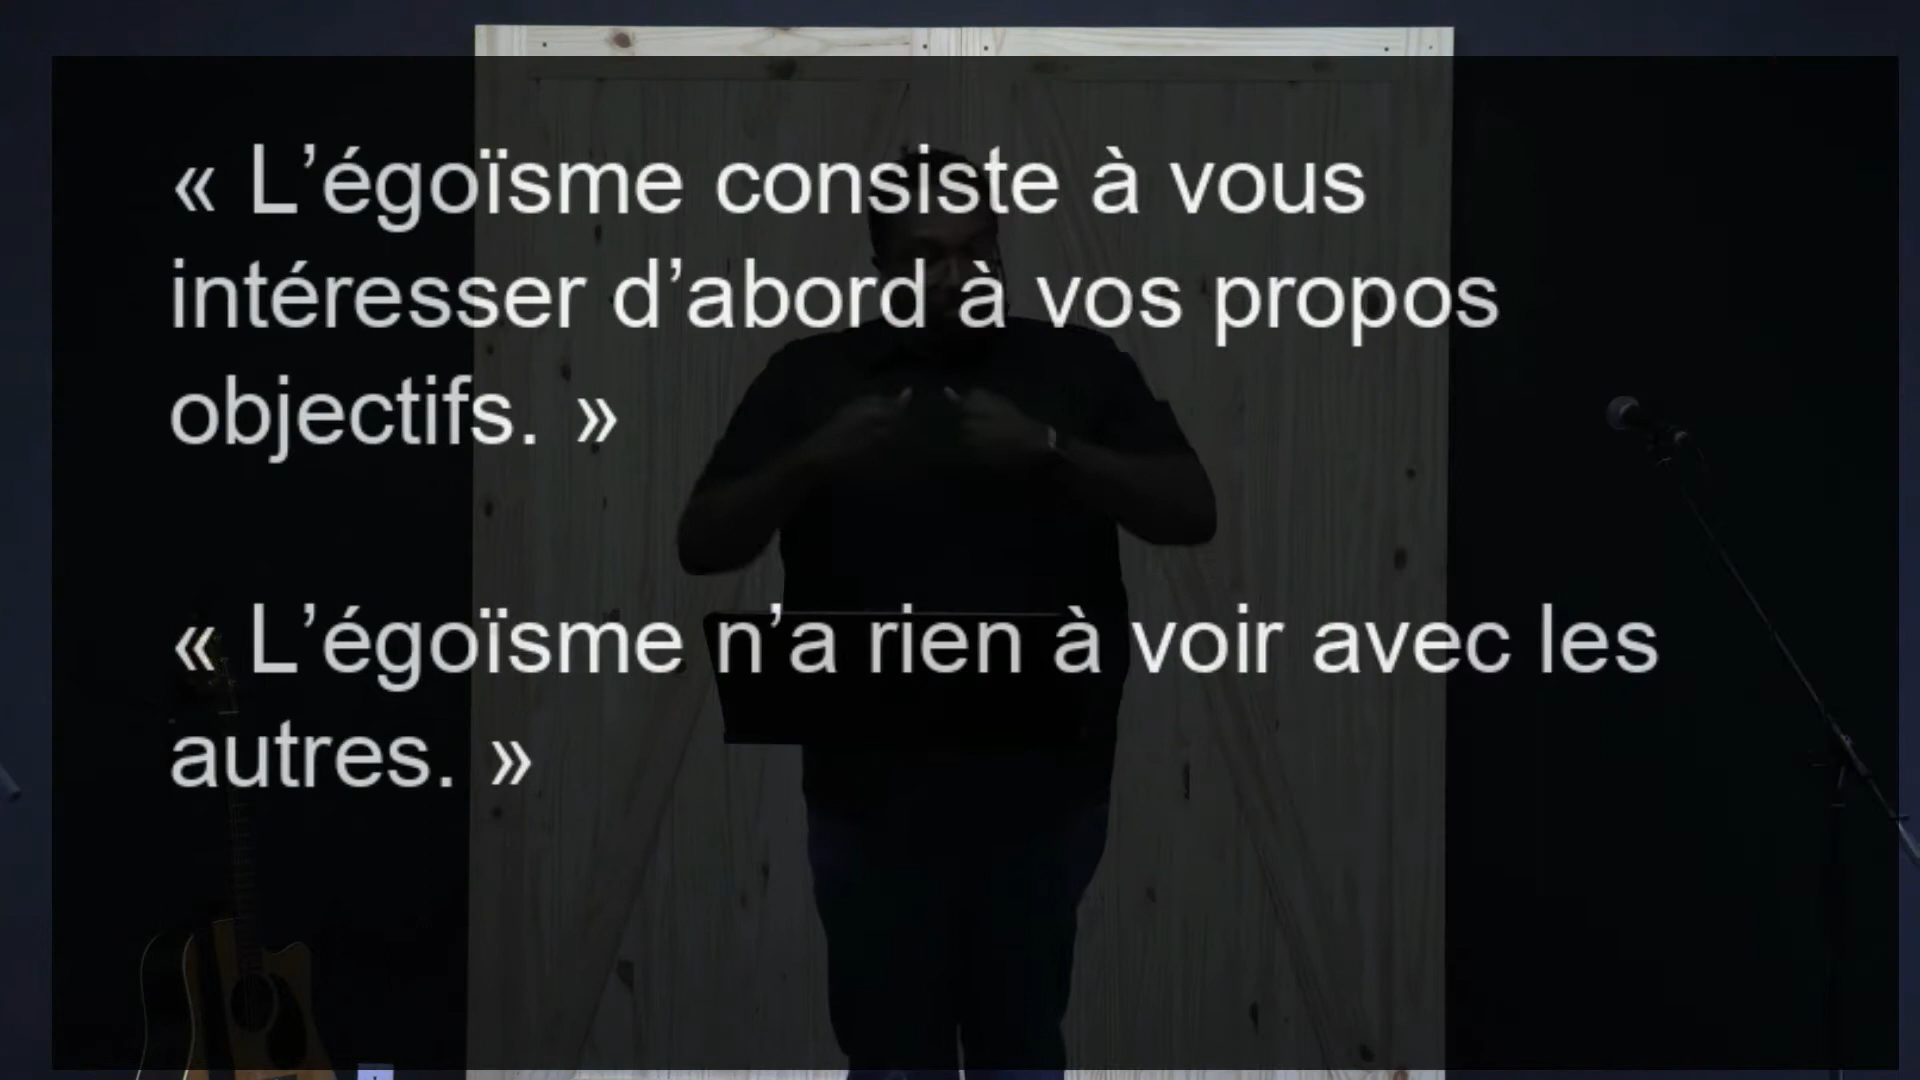 « L’égoïsme consiste à vous
intéresser d’abord à vos propos
objectifs. »
« L’égoïsme n’a rien à voir avec les
autres. »